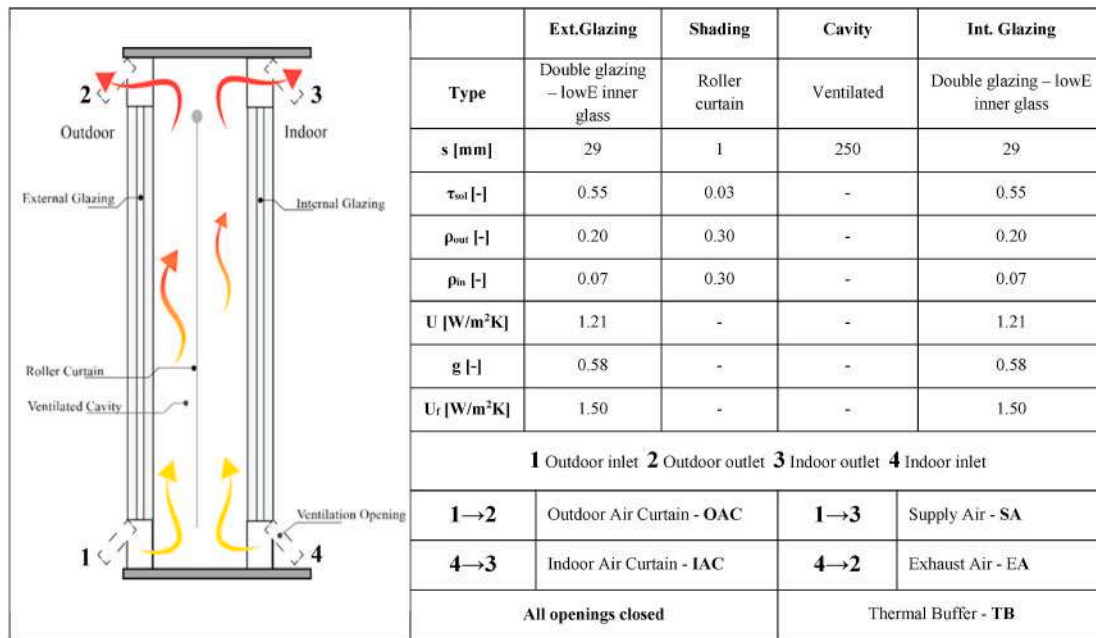 2
3
Outdoor
Indoor
External Glazing
Internal Glazing
Roller Curtain
Ventilated Cavity
Ventilation Opening
1
4
Ext.Glazing Shading Cavity Int. Glazing
Type Double glazing – lowE inner glass Roller curtain Ventilated Double glazing – lowE inner glass
s [mm] 29 1 250 29
τsol [-] 0.55 0.03 - 0.55
ρout [-] 0.20 0.30 - 0.20
ρin [-] 0.07 0.30 - 0.07
U [W/m²K] 1.21 - - 1.21
g [-] 0.58 - - 0.58
Uf [W/m²K] 1.50 - - 1.50
1 Outdoor inlet 2 Outdoor outlet 3 Indoor outlet 4 Indoor inlet
1→2 Outdoor Air Curtain - OAC 1→3 Supply Air - SA
4→3 Indoor Air Curtain - IAC 4→2 Exhaust Air - EA
All openings closed Thermal Buffer - TB